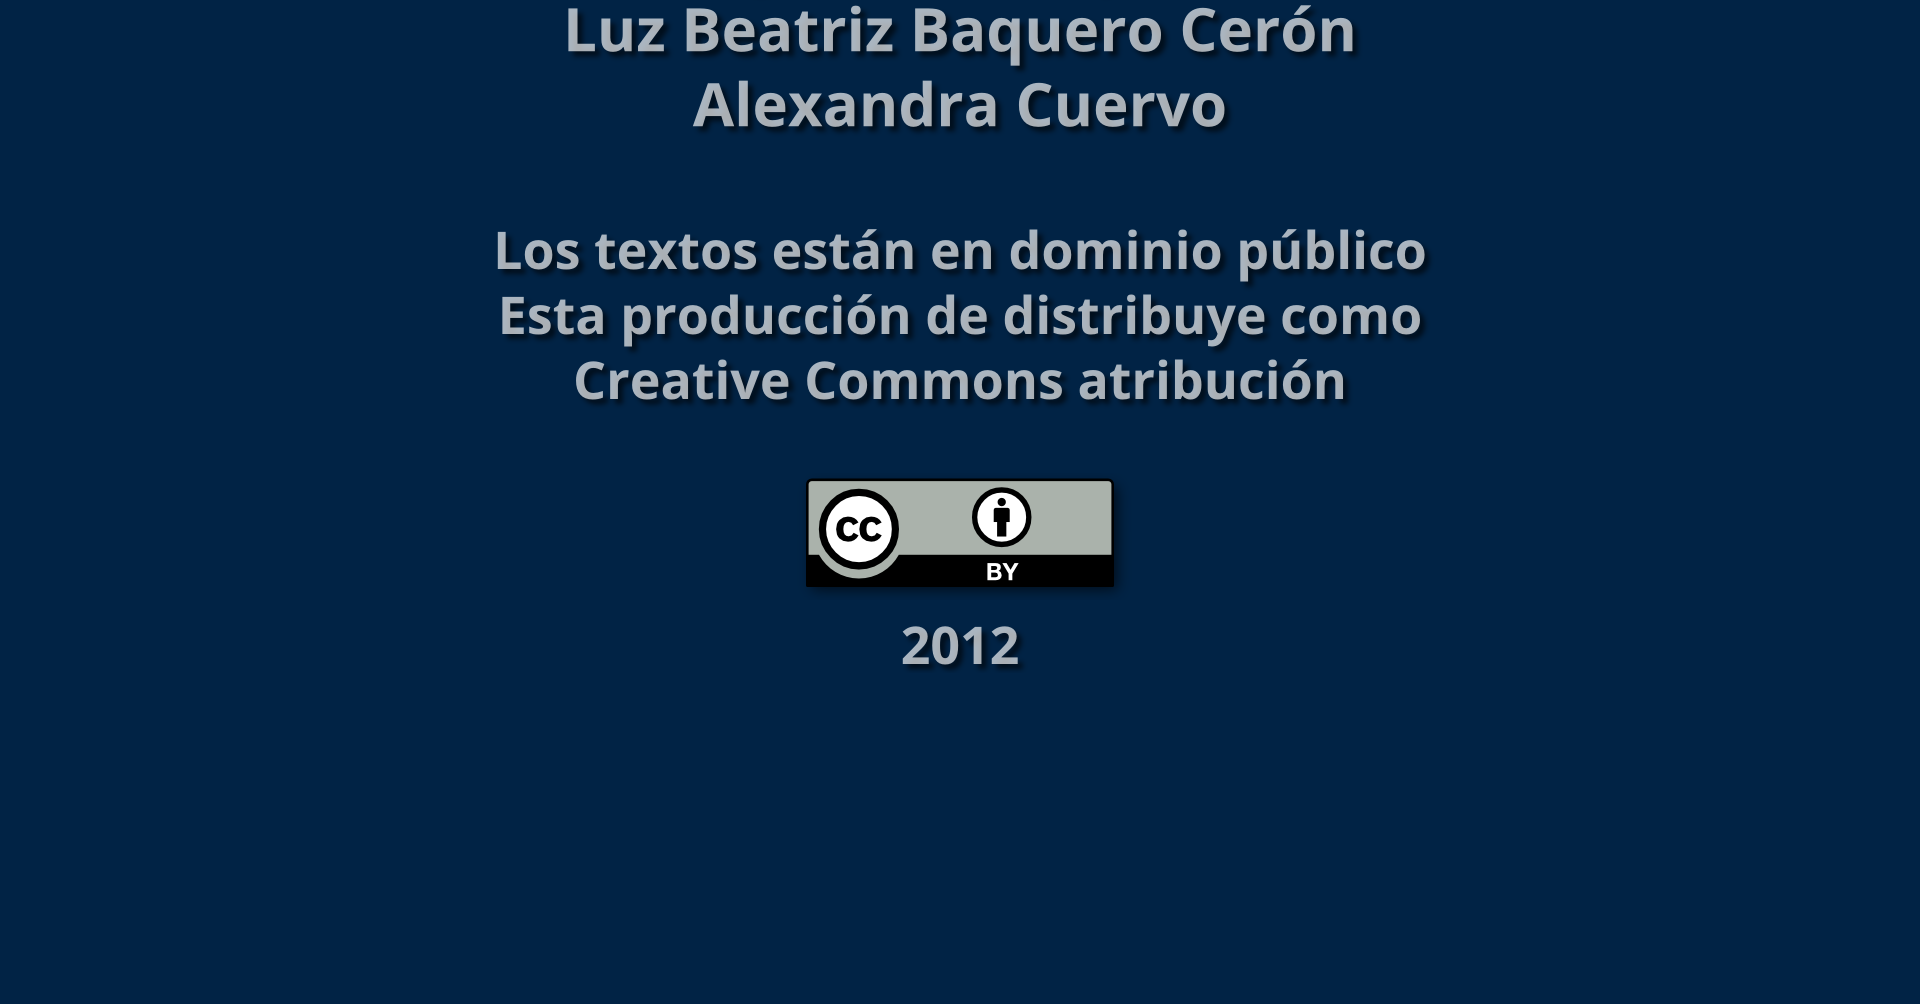 Luz Beatriz Baquero Cerón
Alexandra Cuervo
Los textos están en dominio público
Esta producción de distribuye como
Creative Commons atribución
cc
BY
2012